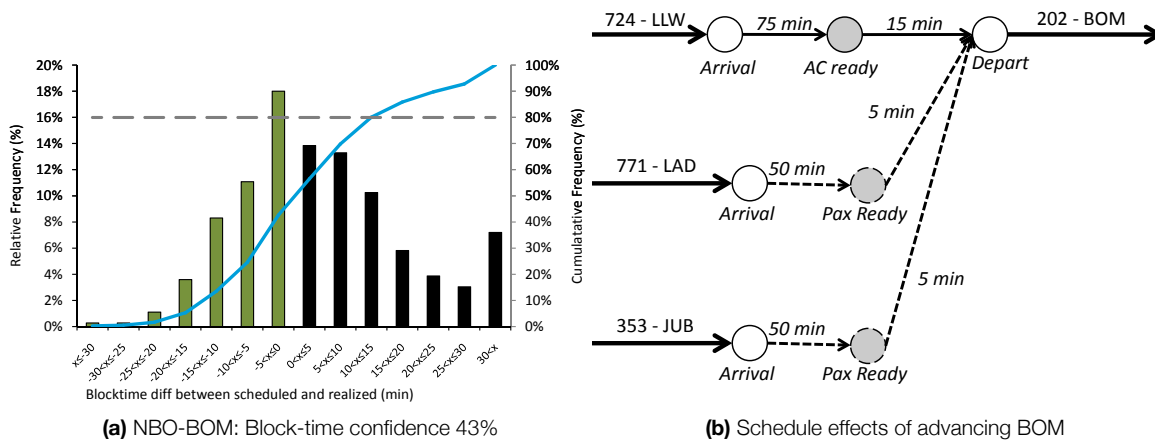 20%
18%
16%
14%
12%
10%
8%
6%
4%
2%
0%
Relative Frequency (%)
100%
90%
80%
70%
60%
50%
40%
30%
20%
10%
0%
Cumulatative Frequency (%)
x≤-30
-30<x≤-25
-25<x≤-20
-20<x≤-15
-15<x≤-10
-10<x≤-5
-5<x≤0
0<x≤5
5<x≤10
10<x≤15
15<x≤20
20<x≤25
25<x≤30
30<x
Blocktime diff between scheduled and realized (min)
(a) NBO-BOM: Block-time confidence 43%
724 - LLW
75 min
15 min
202 - BOM
Arrival
AC ready
Depart
5 min
771 - LAD
50 min
Arrival
Pax Ready
5 min
353 - JUB
50 min
Arrival
Pax Ready
(b) Schedule effects of advancing BOM